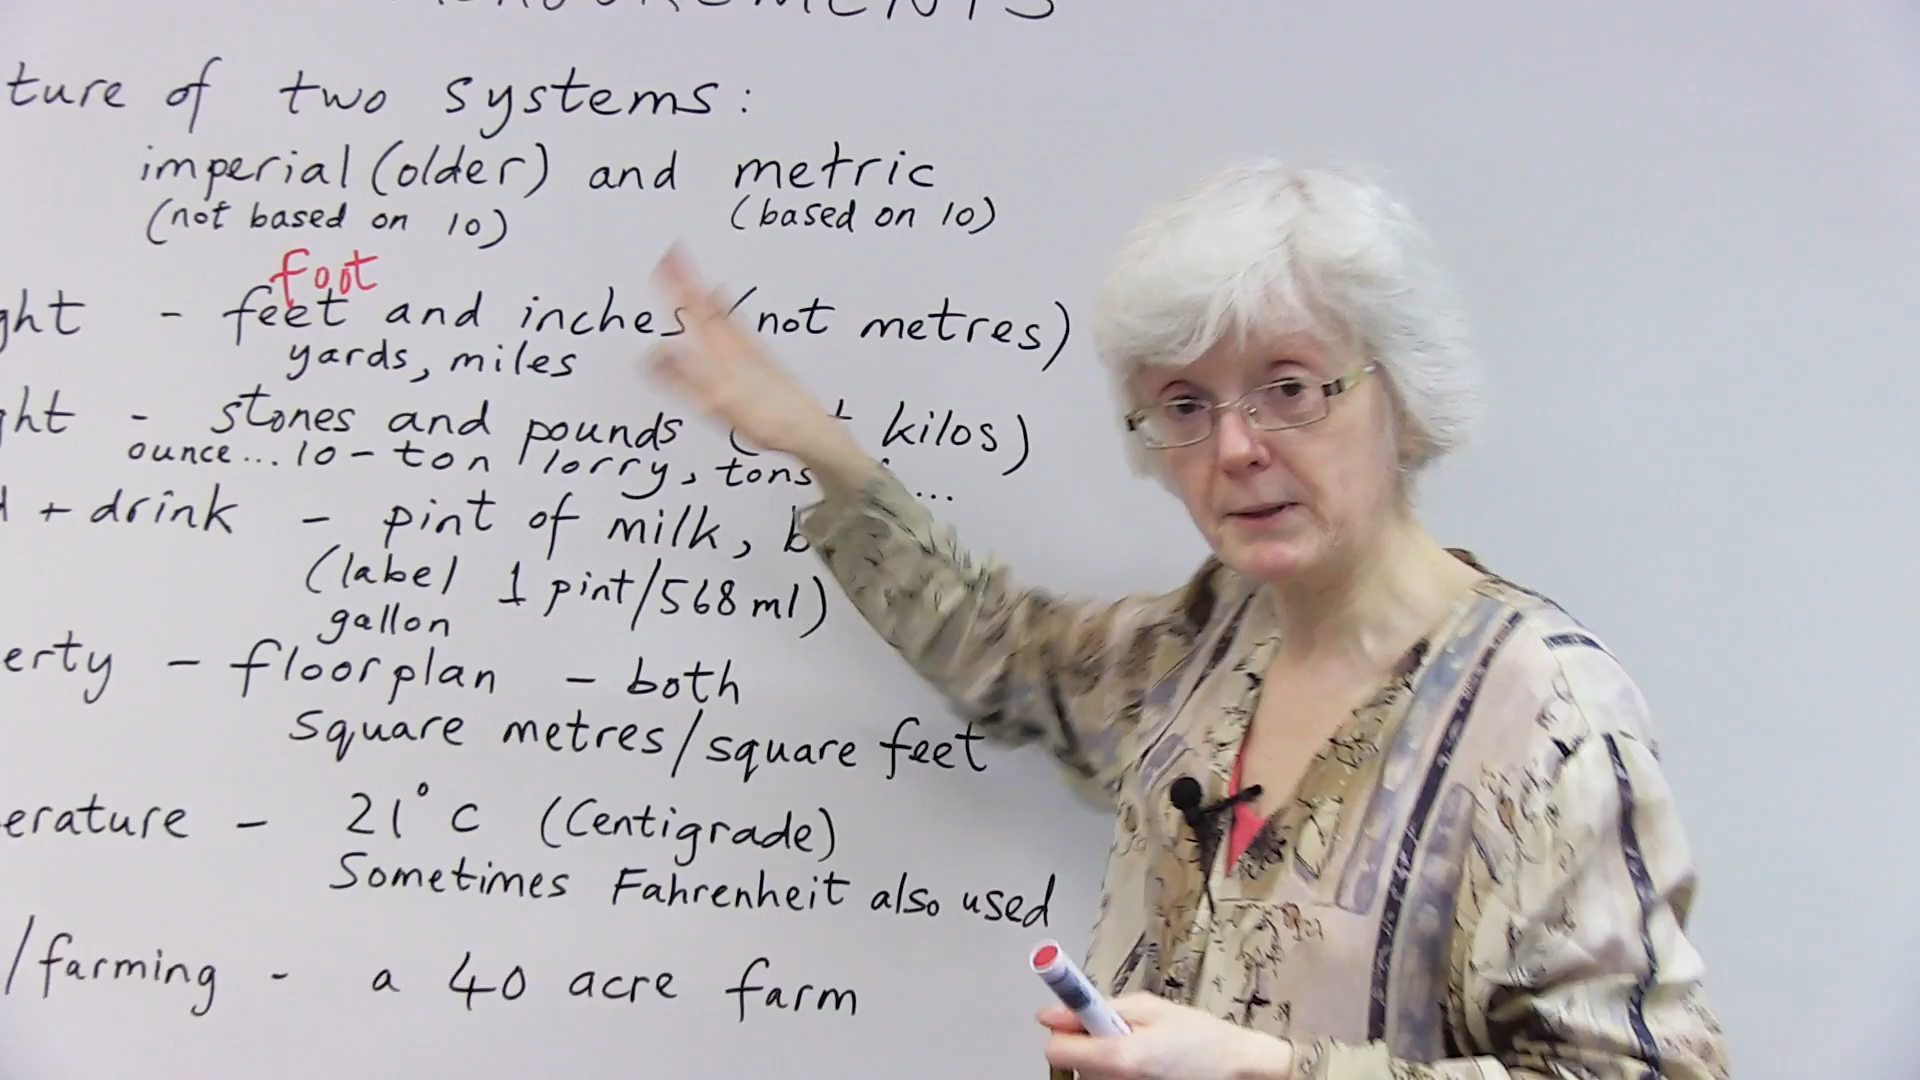 ture of two systems:
imperial (older) and metric
(not based on 10) (based on 10)
foot
ght - feet and inches (not metres)
yards, miles
ght - stones and pounds ( kilos)
ounce... 10-ton lorry, tons ...
+ drink - pint of milk,
(label 1 pint/568 ml)
gallon
erty - floorplan - both
square metres/square feet
erature - 21°C (Centigrade)
Sometimes Fahrenheit also used
/farming - a 40 acre farm